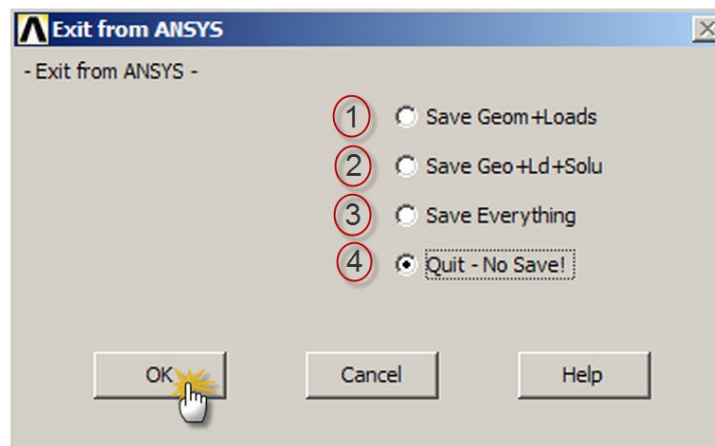 Exit from ANSYS
- Exit from ANSYS -
1 Save Geom+Loads
2 Save Geo+Ld+Solu
3 Save Everything
4 Quit - No Save!
OK Cancel Help